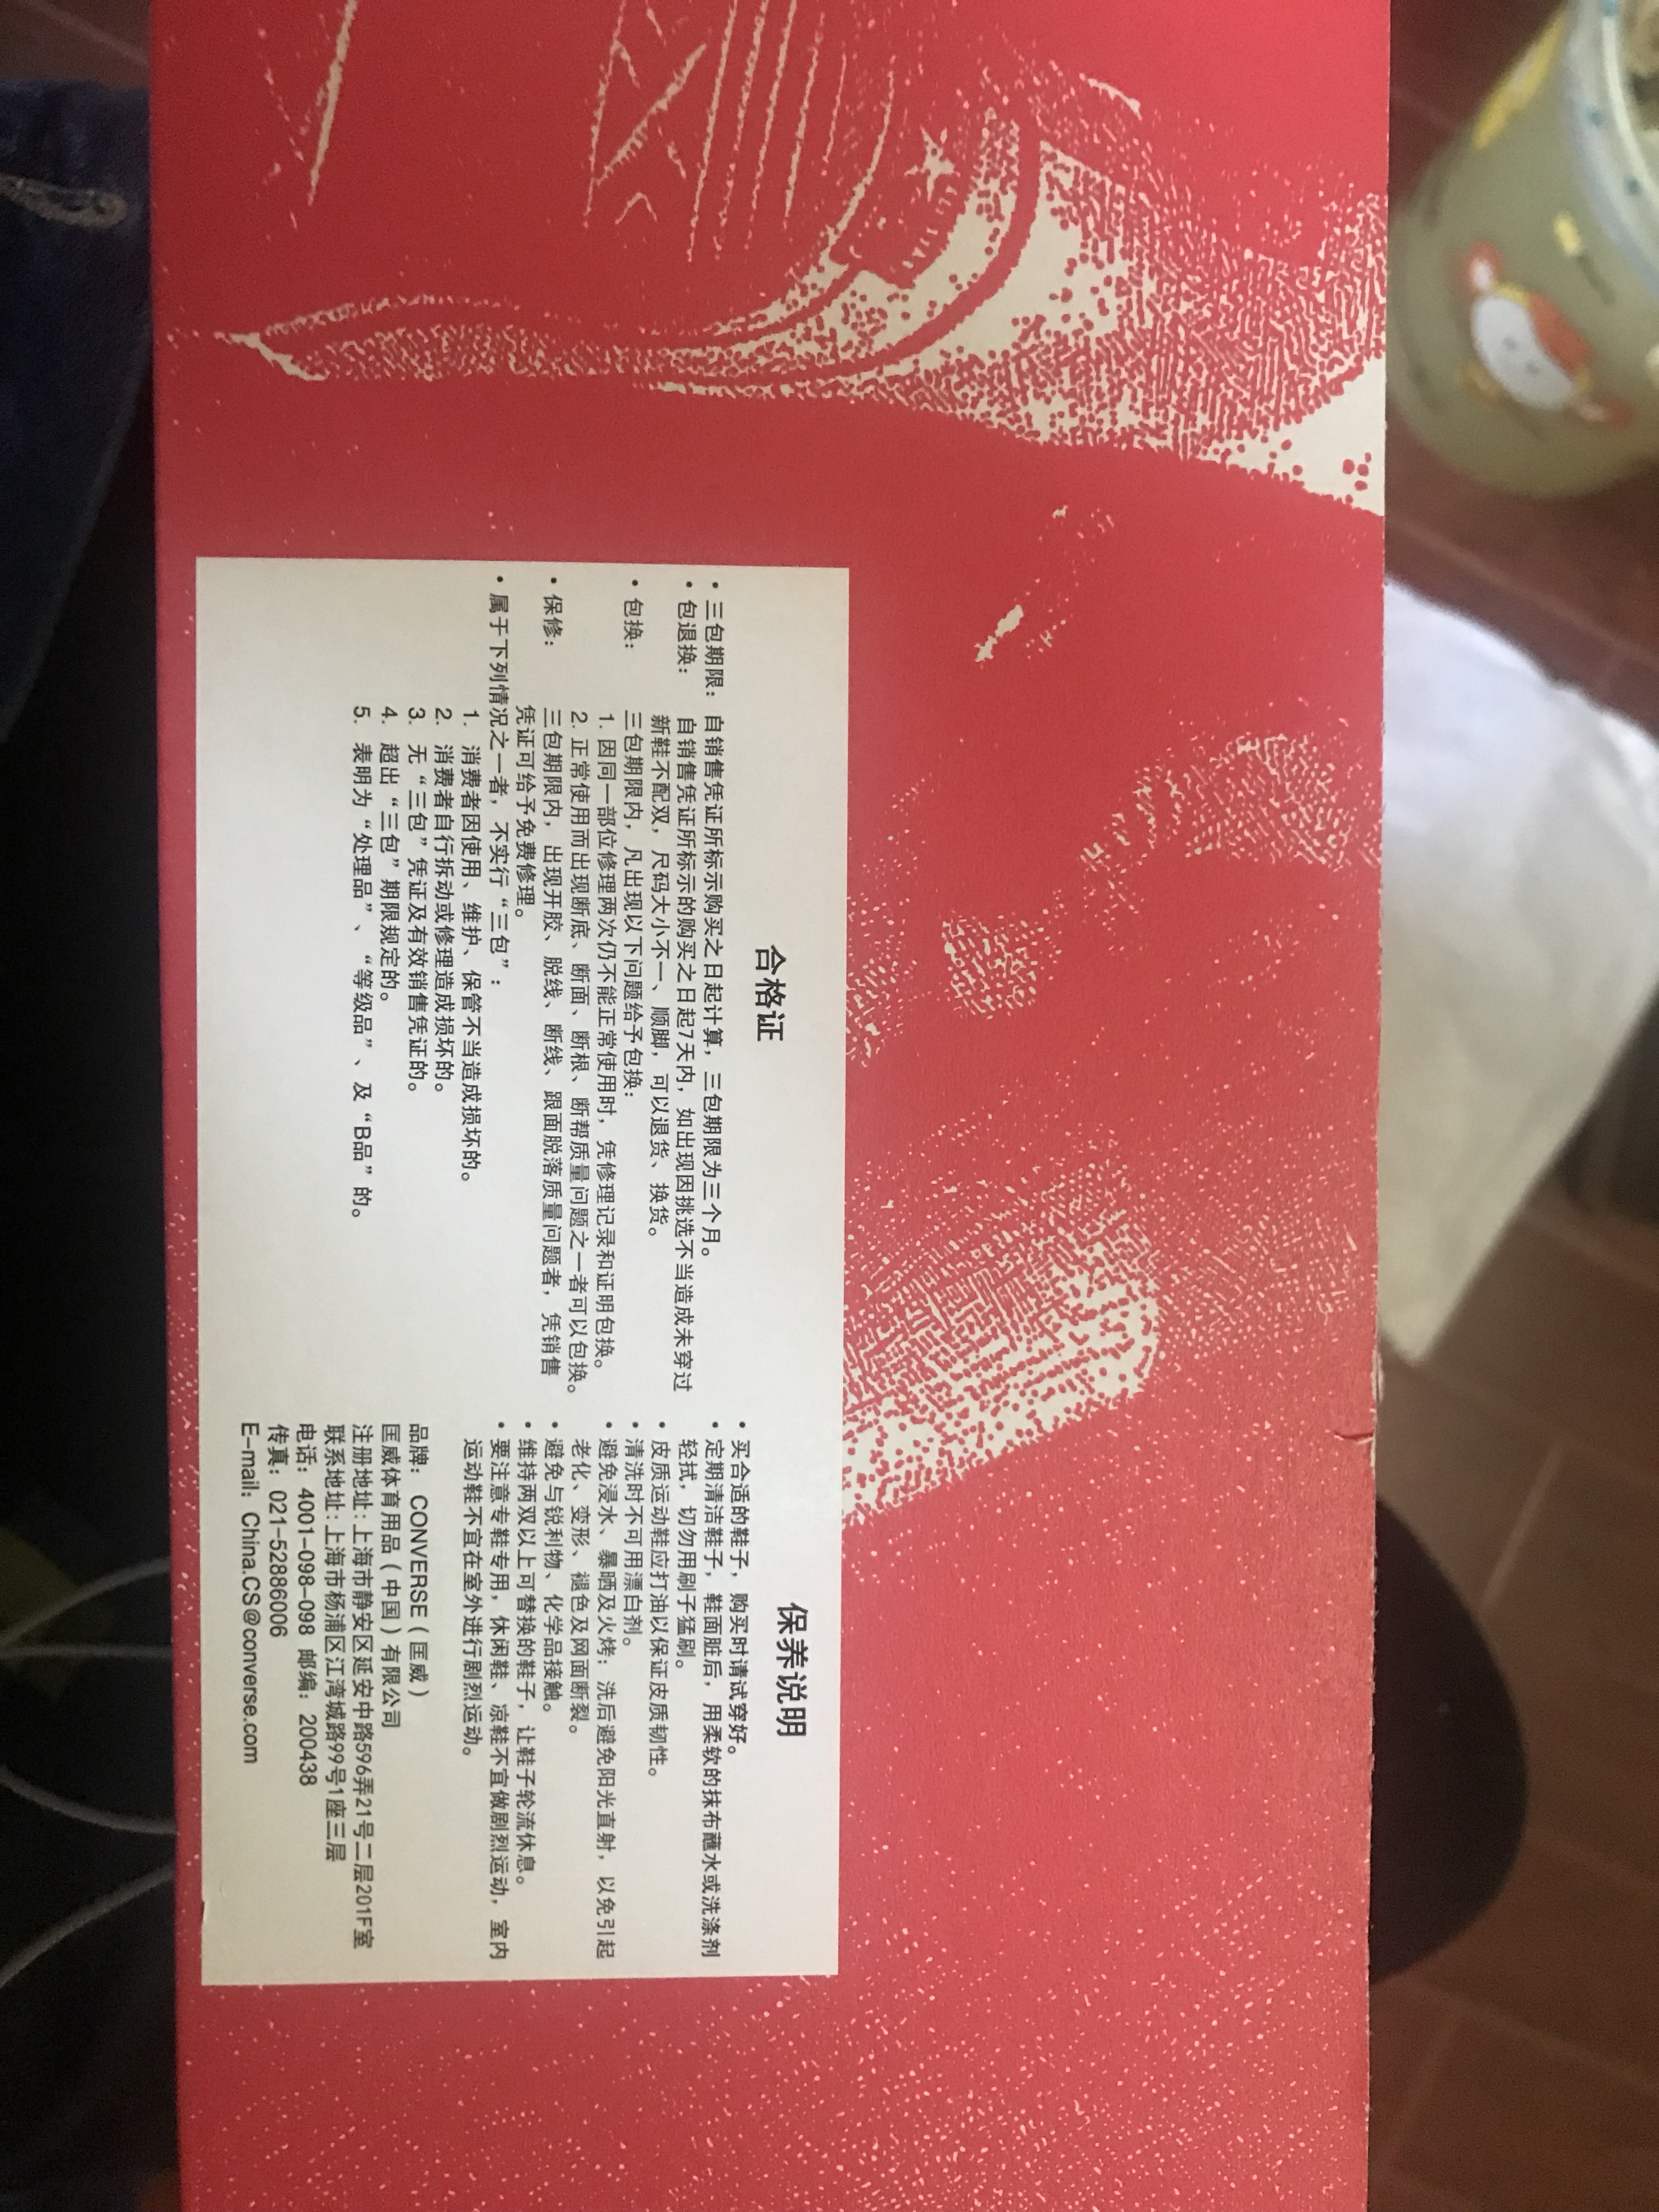 合格证
• 三包期限： 自销售凭证所标示购买之日起计算，三包期限为三个月。
• 包退换： 自销售凭证所标示的购买之日起7天内，如出现因挑选不当造成未穿过
新鞋不配双，尺码大小不一、顺脚，可以退货、换货。
• 包换： 三包期限内，凡出现以下问题给予包换：
1. 因同一部位修理两次仍不能正常使用时，凭修理记录和证明包换。
2. 正常使用而出现断底、断面、断根、断帮质量问题之一者可以包换。
• 保修： 三包期限内，出现开胶、脱线、断线、跟面脱落质量问题者，凭销售
凭证可给予免费修理。
• 属于下列情况之一者，不实行“三包”：
1. 消费者因使用、维护、保管不当造成损坏的。
2. 消费者自行拆动或修理造成损坏的。
3. 无“三包”凭证及有效销售凭证的。
4. 超出“三包”期限规定的。
5. 表明为“处理品”、“等级品”、及“B品”的。
保养说明
• 买合适的鞋子，购买时请试穿好。
• 定期清洁鞋子，鞋面脏后，用柔软的抹布蘸水或洗涤剂
轻拭，切勿用刷子猛刷。
• 皮质运动鞋应打油以保证皮质韧性。
• 清洗时不可用漂白剂。
• 避免浸水、暴晒及火烤；洗后避免阳光直射，以免引起
老化、变形、褪色及网面断裂。
• 避免与锐利物、化学品接触。
• 维持两双以上可替换的鞋子，让鞋子轮流休息。
• 要注意专鞋专用，休闲鞋、凉鞋不宜做剧烈运动，室内
运动鞋不宜在室外进行剧烈运动。
品牌： CONVERSE（匡威）
匡威体育用品（中国）有限公司
注册地址：上海市静安区延安中路596弄21号二层201F室
联系地址：上海市杨浦区江湾城路99号1座三层
电话：4001-098-098 邮编：200438
传真：021-52886006
E-mail：China.CS@converse.com